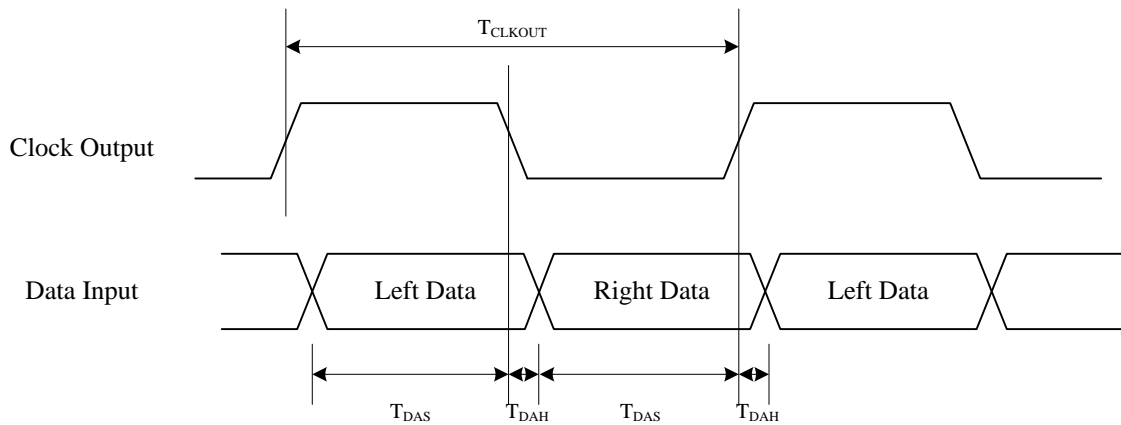 T_CLKOUT
Clock Output
Data Input
Left Data
Right Data
Left Data
T_DAS
T_DAH
T_DAS
T_DAH